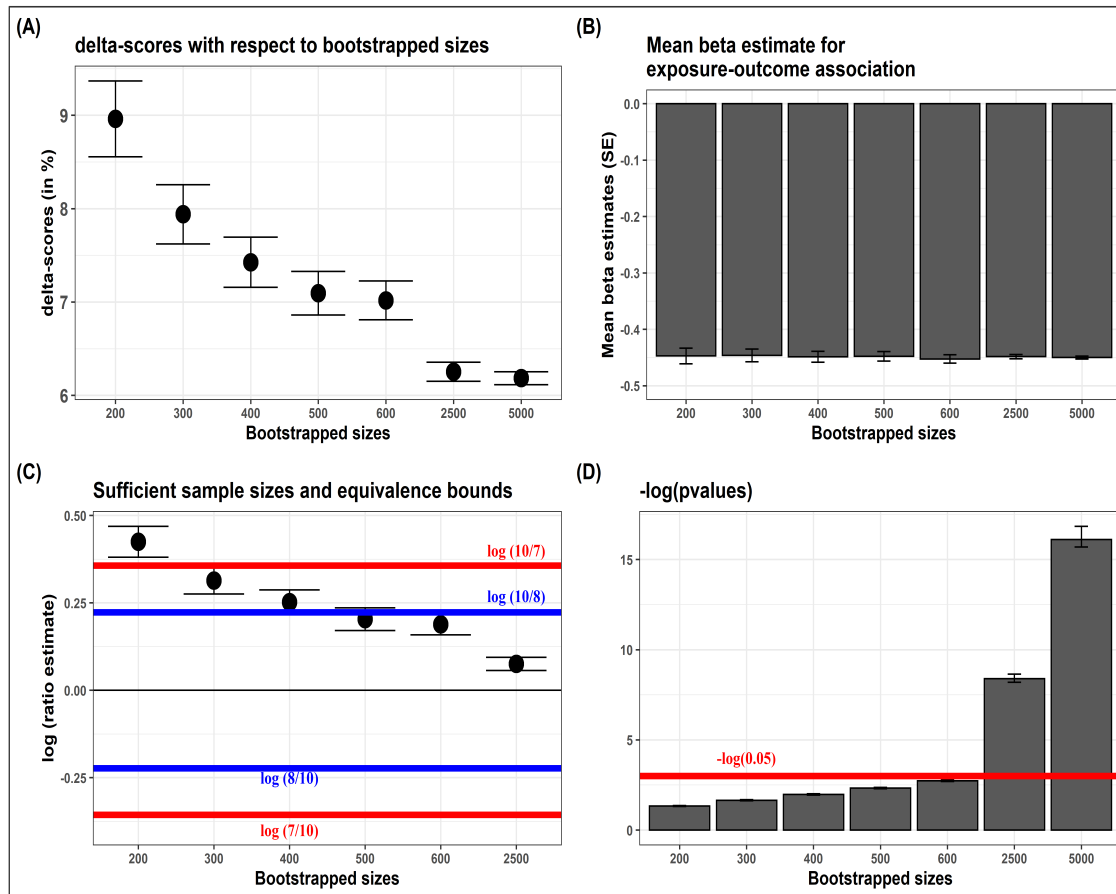 (A)
delta-scores with respect to bootstrapped sizes
delta-scores (in %)
9
8
7
6
200 300 400 500 600 2500 5000
Bootstrapped sizes
(B)
Mean beta estimate for
exposure-outcome association
Mean beta estimates (SE)
0.0
-0.1
-0.2
-0.3
-0.4
-0.5
200 300 400 500 600 2500 5000
Bootstrapped sizes
(C)
Sufficient sample sizes and equivalence bounds
log (ratio estimate)
0.50
0.25
0.00
-0.25
log (10/7)
log (10/8)
log (8/10)
log (7/10)
200 300 400 500 600 2500
Bootstrapped sizes
(D)
-log(pvalues)
15
10
5
0
-log(0.05)
200 300 400 500 600 2500 5000
Bootstrapped sizes